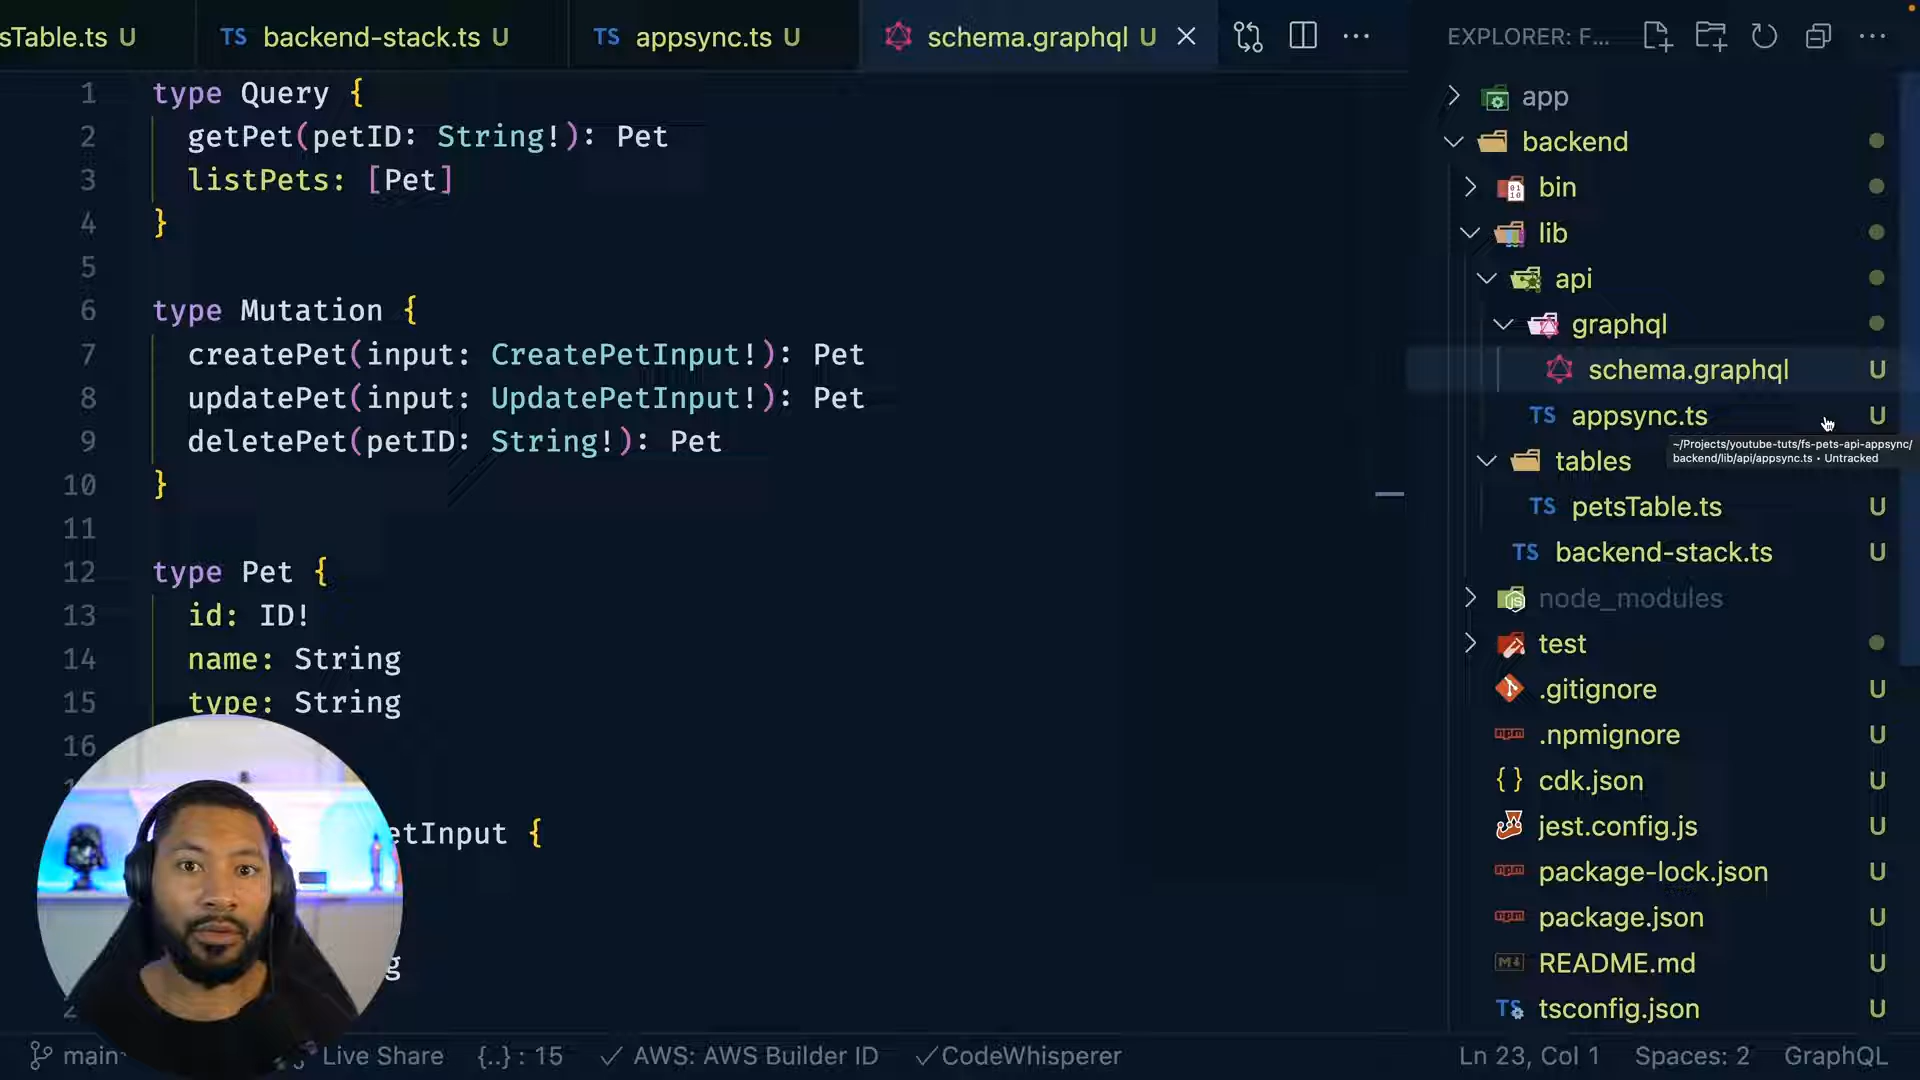 sTable.ts U
TS backend-stack.ts U
TS appsync.ts U
schema.graphql U
EXPLORER: F...
1 type Query {
2 getPet(petID: String!): Pet
3 listPets: [Pet]
4 }
5
6 type Mutation {
7 createPet(input: CreatePetInput!): Pet
8 updatePet(input: UpdatePetInput!): Pet
9 deletePet(petID: String!): Pet
10 }
11
12 type Pet {
13 id: ID!
14 name: String
15 type: String
16
etInput {
g
2
app
backend
bin
lib
api
graphql
schema.graphql U
TS appsync.ts U
~/Projects/youtube-tuts/fs-pets-api-appsync/
backend/lib/api/appsync.ts • Untracked
tables
TS petsTable.ts U
TS backend-stack.ts U
node_modules
test
.gitignore U
.npmignore U
{} cdk.json U
jest.config.js U
package-lock.json U
package.json U
README.md U
TS tsconfig.json U
main
Live Share
{..} : 15
AWS: AWS Builder ID
CodeWhisperer
Ln 23, Col 1
Spaces: 2
GraphQL